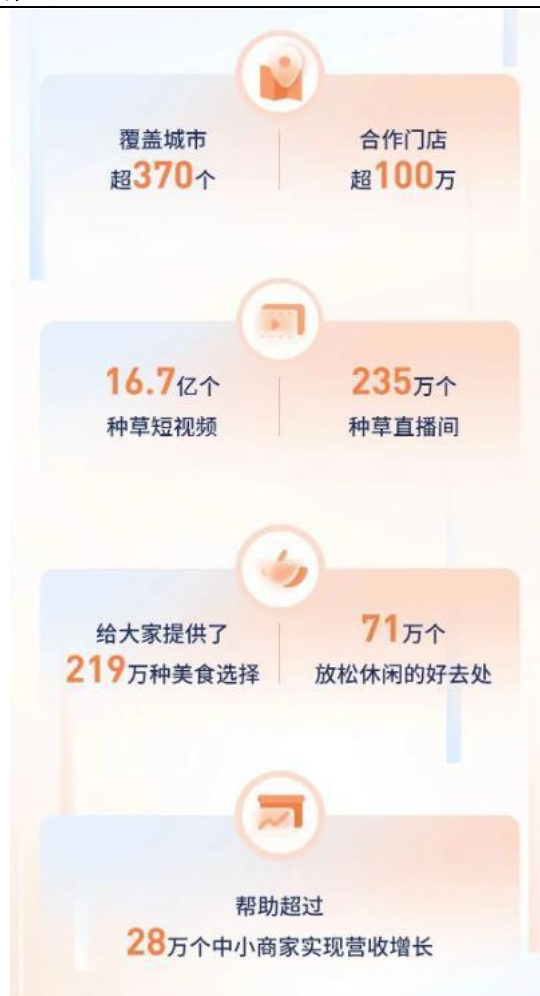 覆盖城市
超370个
合作门店
超100万
16.7亿个
种草短视频
235万个
种草直播间
给大家提供了
219万种美食选择
71万个
放松休闲的好去处
帮助超过
28万个中小商家实现营收增长